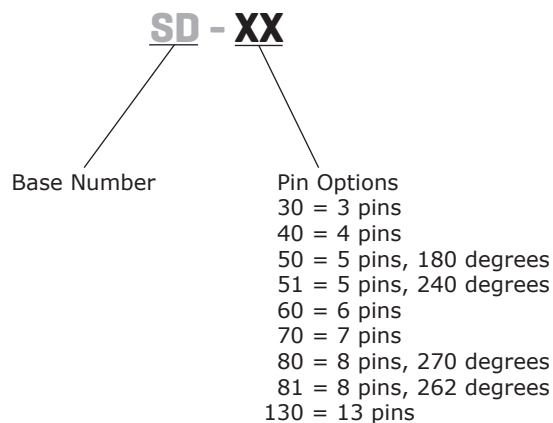 SD - XX
Base Number
Pin Options
30 = 3 pins
40 = 4 pins
50 = 5 pins, 180 degrees
51 = 5 pins, 240 degrees
60 = 6 pins
70 = 7 pins
80 = 8 pins, 270 degrees
81 = 8 pins, 262 degrees
130 = 13 pins